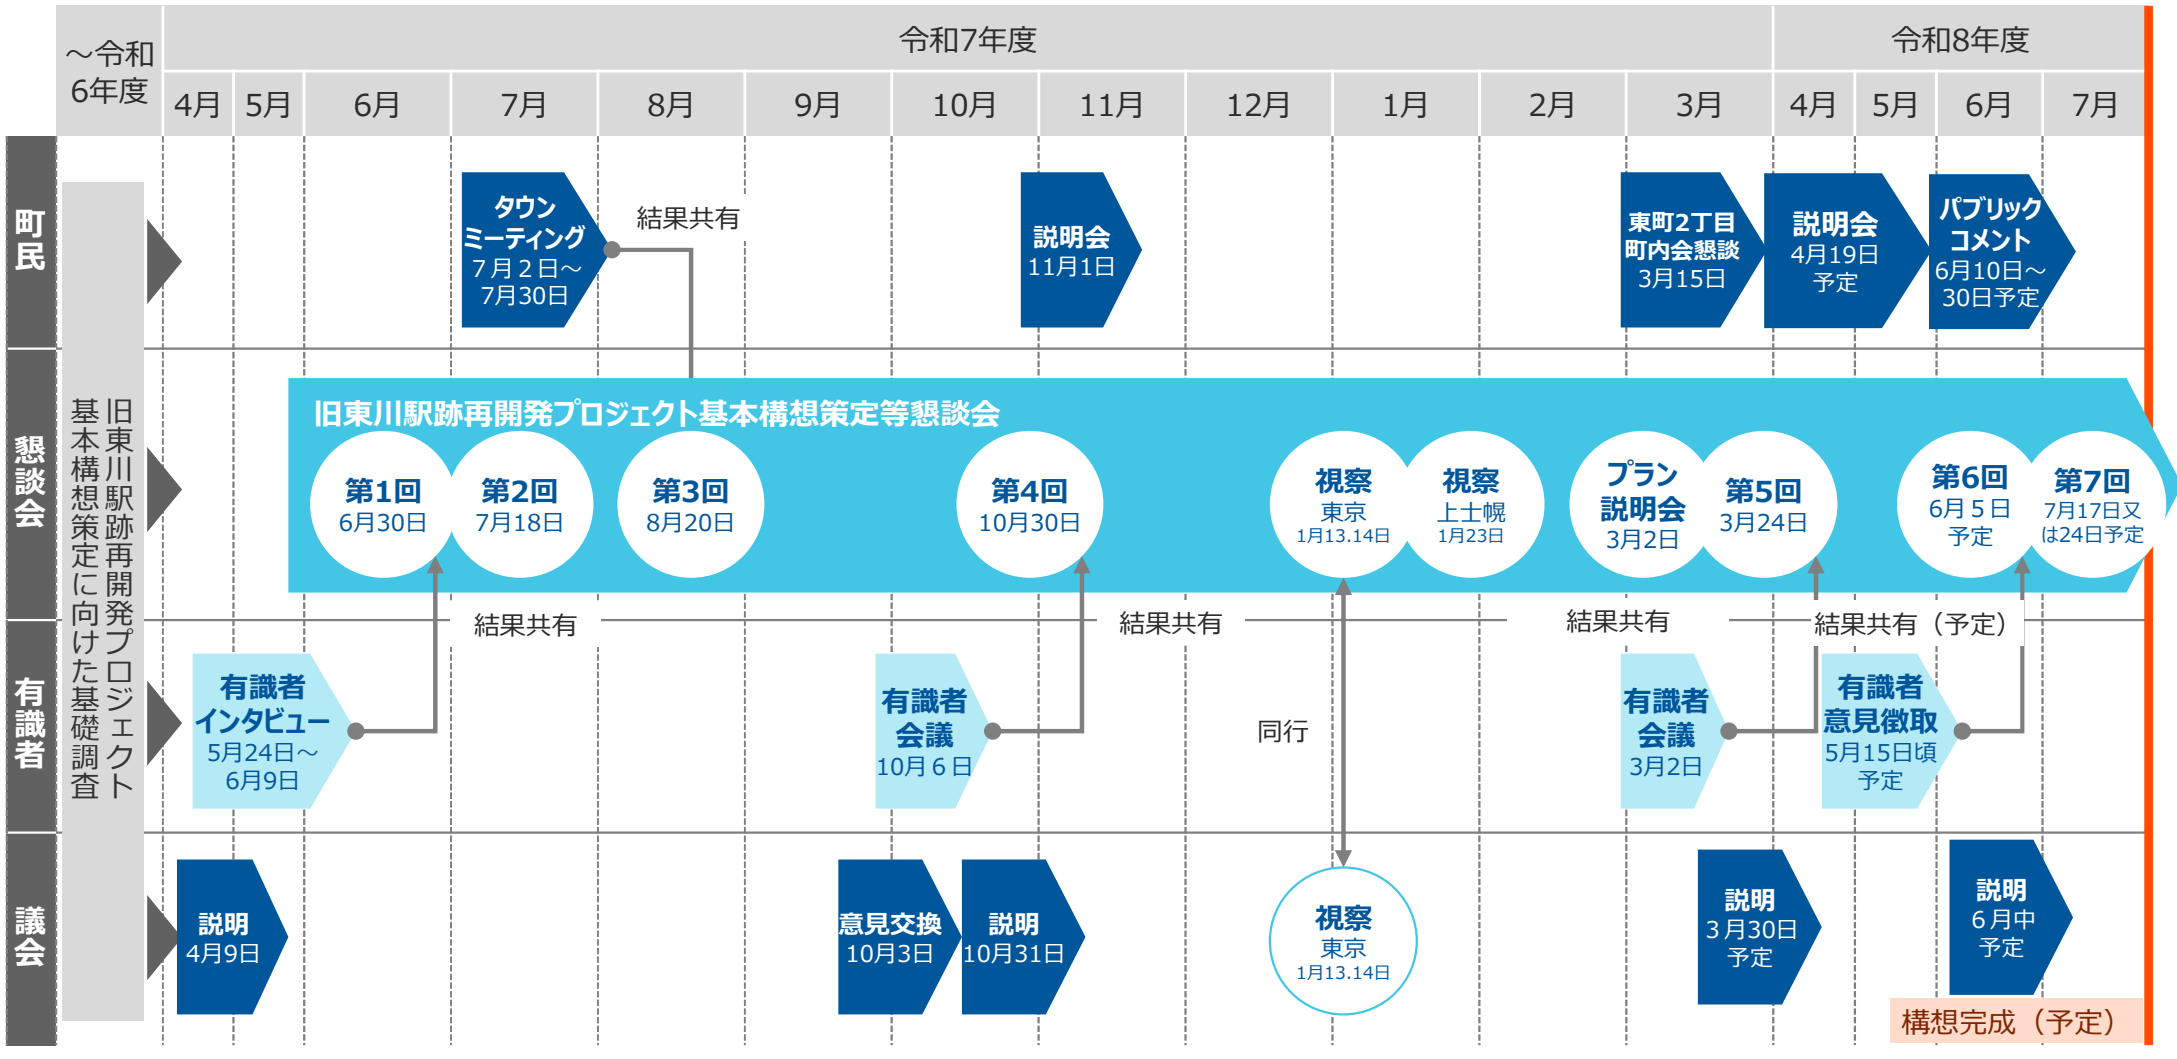 ～令和
6年度
令和7年度
令和8年度
4月
5月
6月
7月
8月
9月
10月
11月
12月
1月
2月
3月
4月
5月
6月
7月
旧東川駅跡再開発プロジェクト
基本構想策定に向けた基礎調査
町民
タウン
ミーティング
７月２日～
7月30日
結果共有
説明会
11月1日
東町2丁目
町内会懇談
3月15日
説明会
4月19日
予定
パブリック
コメント
6月10日～
30日予定
懇談会
旧東川駅跡再開発プロジェクト基本構想策定等懇談会
第1回
6月30日
第2回
7月18日
第3回
8月20日
第4回
10月30日
視察
東京
1月13.14日
視察
上士幌
1月23日
プラン
説明会
3月2日
第5回
3月24日
第6回
6月５日
予定
第7回
7月17日又
は24日予定
結果共有
結果共有
結果共有
結果共有（予定）
有識者
有識者
インタビュー
5月24日～
6月9日
有識者
会議
10月６日
同行
有識者
会議
3月2日
有識者
意見徴取
5月15日頃
予定
議会
説明
4月9日
意見交換
10月3日
説明
10月31日
視察
東京
1月13.14日
説明
３月30日
予定
説明
６月中
予定
構想完成（予定）